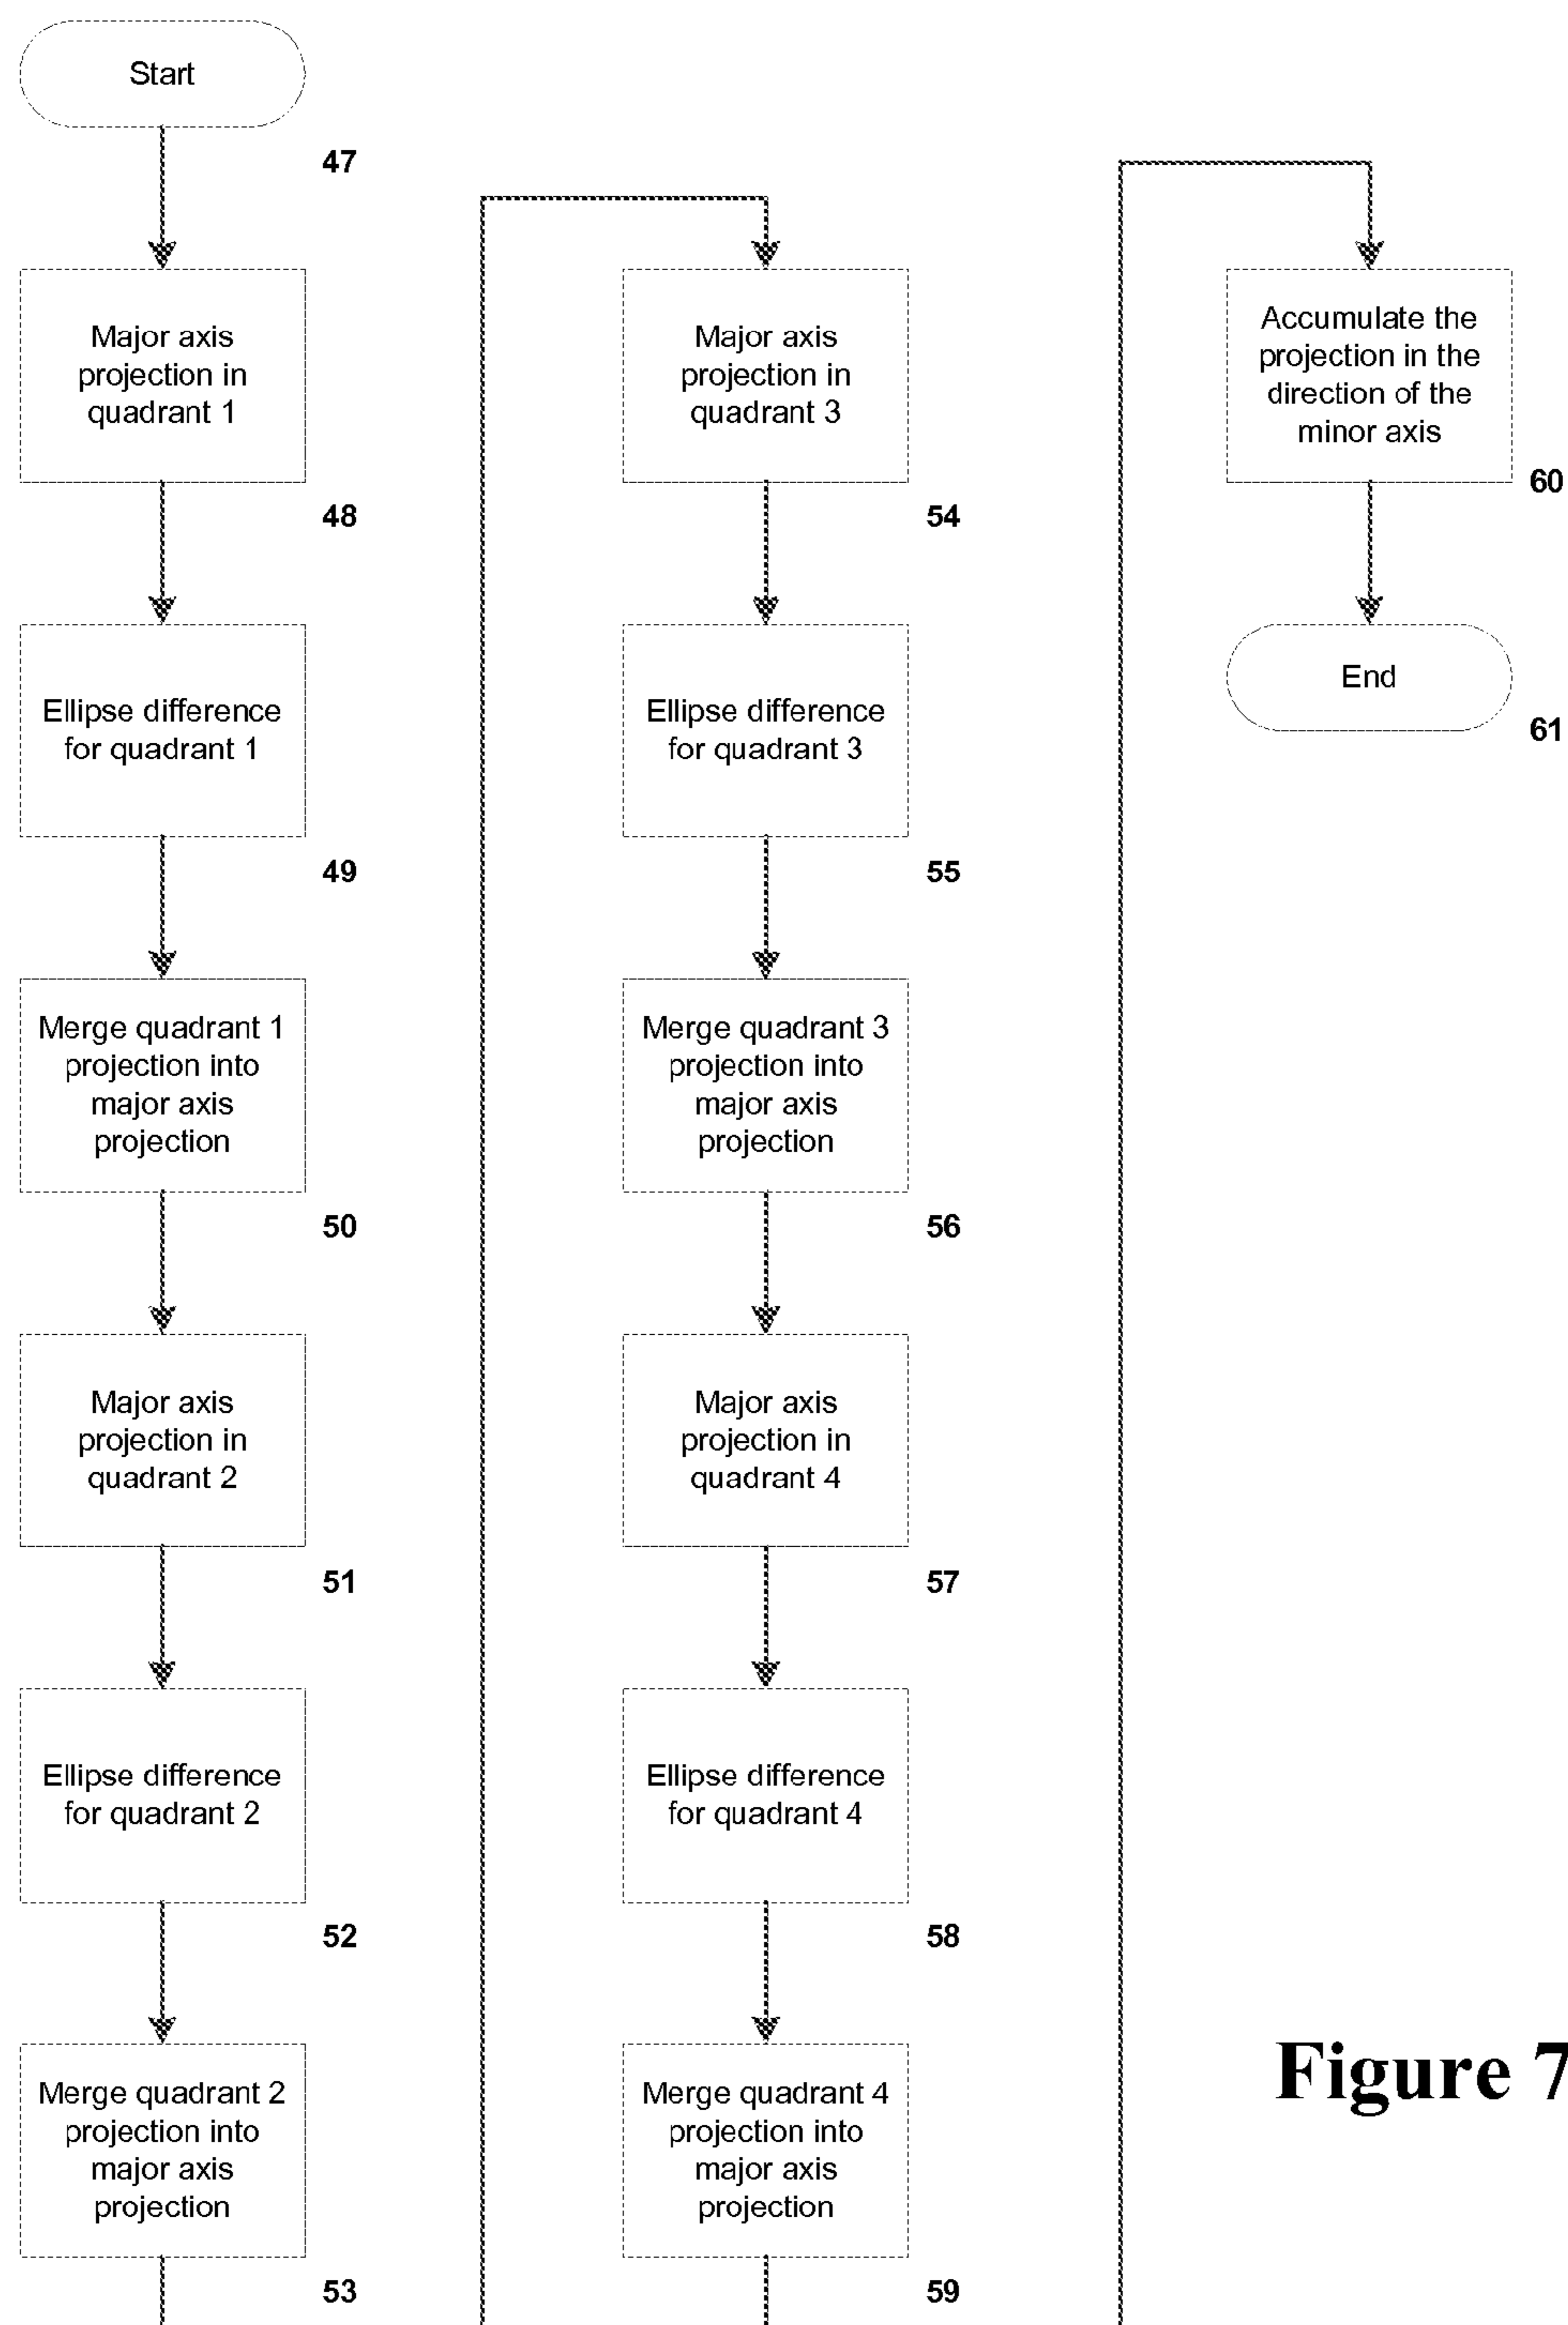 Start
47
Major axis
projection in
quadrant 1
48
Ellipse difference
for quadrant 1
49
Merge quadrant 1
projection into
major axis
projection
50
Major axis
projection in
quadrant 2
51
Ellipse difference
for quadrant 2
52
Merge quadrant 2
projection into
major axis
projection
53
Major axis
projection in
quadrant 3
54
Ellipse difference
for quadrant 3
55
Merge quadrant 3
projection into
major axis
projection
56
Major axis
projection in
quadrant 4
57
Ellipse difference
for quadrant 4
58
Merge quadrant 4
projection into
major axis
projection
59
Accumulate the
projection in the
direction of the
minor axis
60
End
61
Figure 7